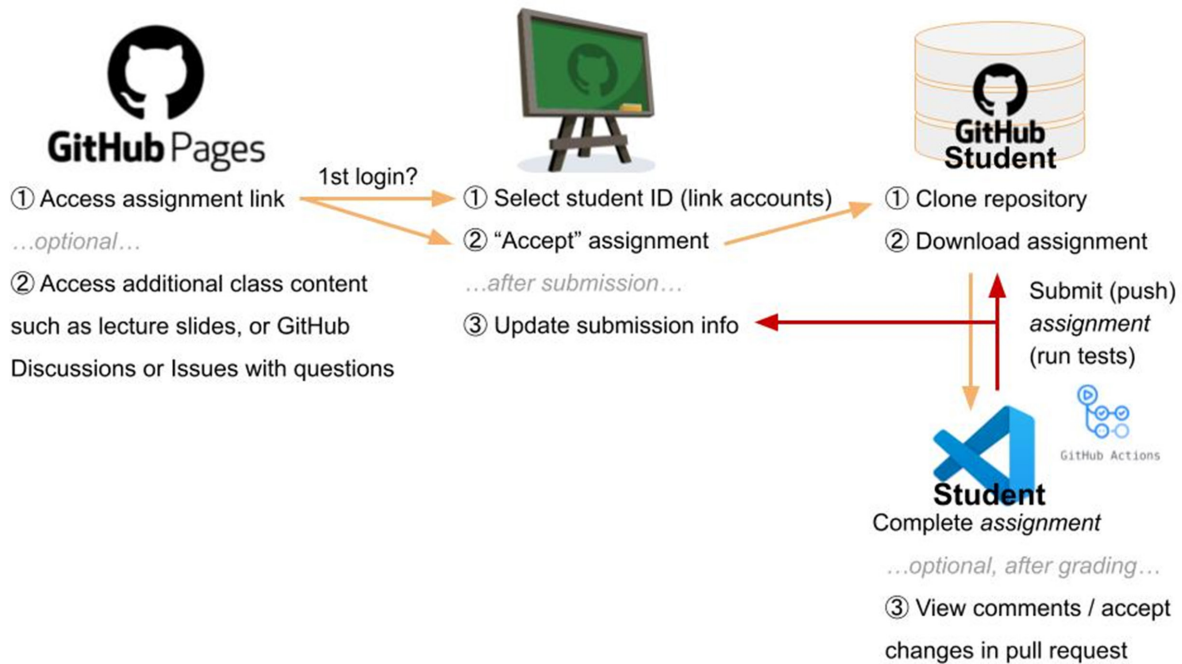 GitHub Pages
① Access assignment link
…optional…
② Access additional class content
such as lecture slides, or GitHub
Discussions or Issues with questions
1st login?
① Select student ID (link accounts)
② “Accept” assignment
…after submission…
③ Update submission info
GitHub
Student
① Clone repository
② Download assignment
Submit (push)
assignment
(run tests)
GitHub Actions
Student
Complete assignment
…optional, after grading…
③ View comments / accept
changes in pull request